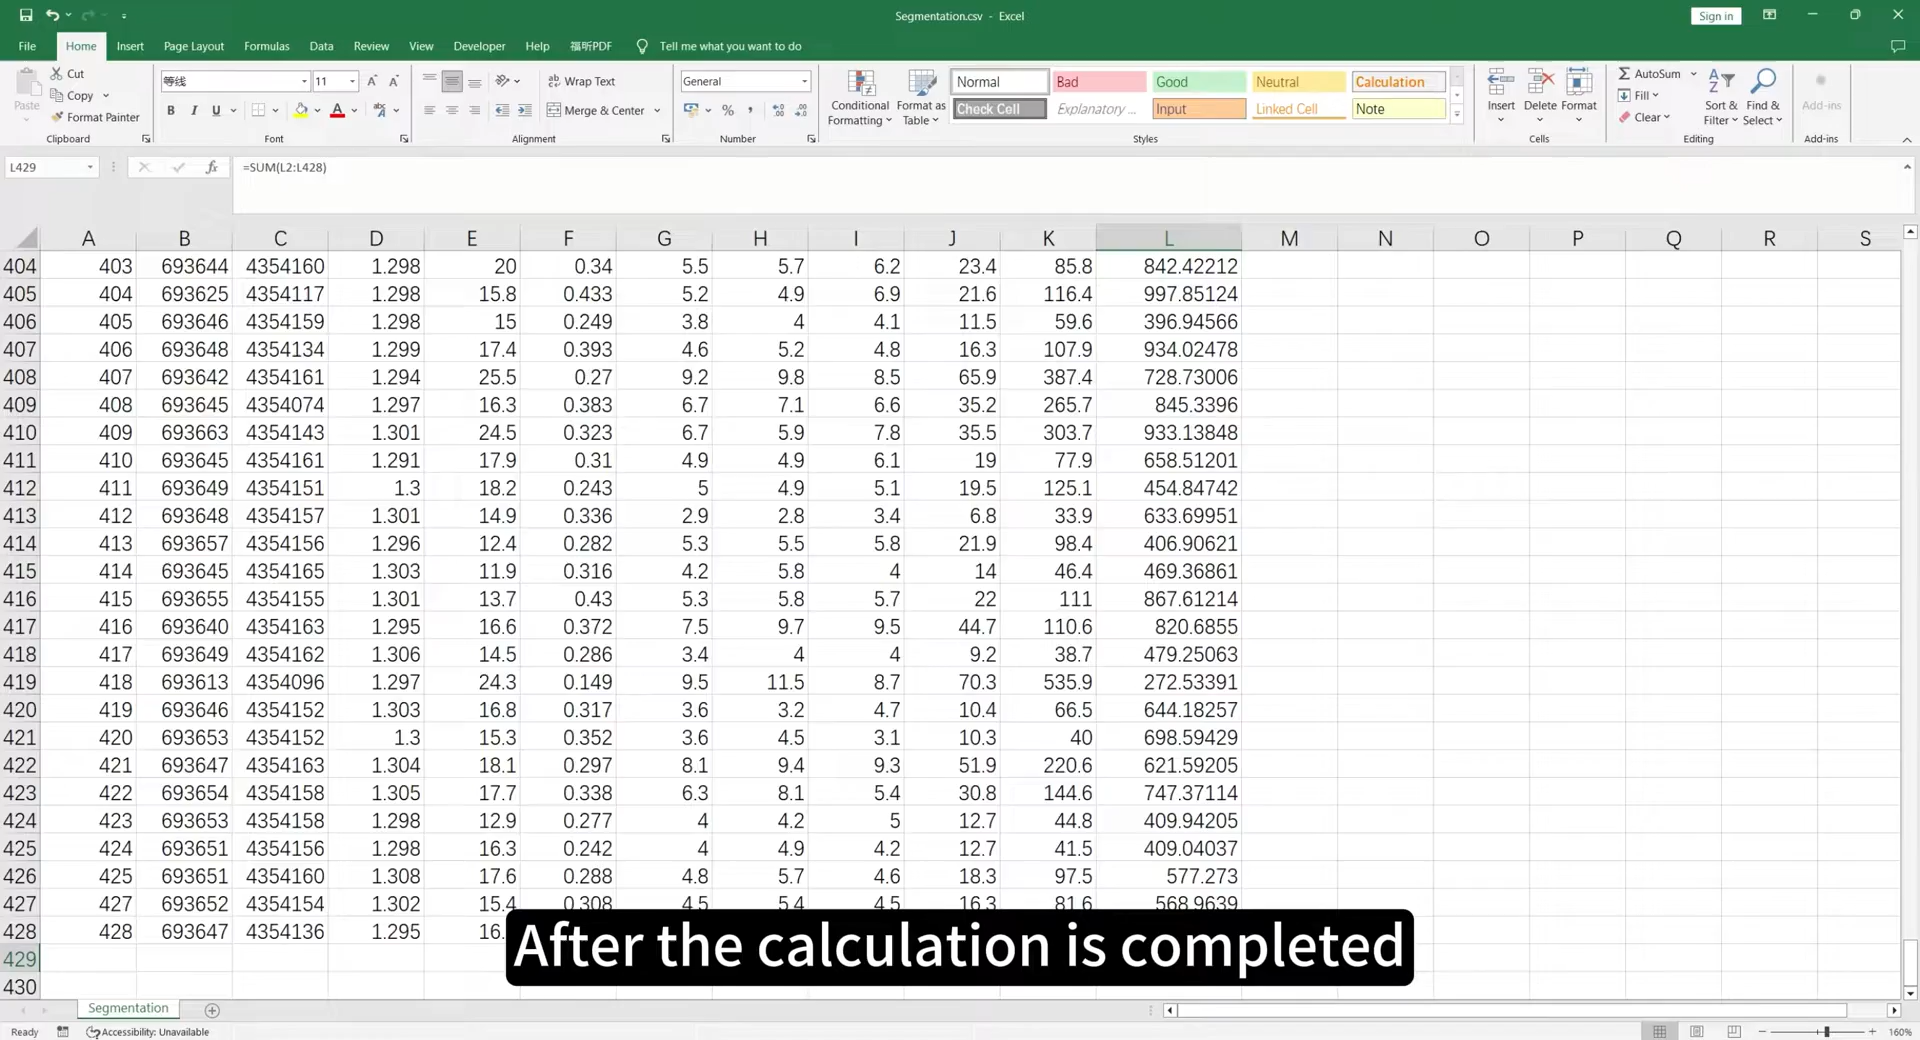 Segmentation.csv - Excel
Sign in
File Home Insert Page Layout Formulas Data Review View Developer Help 福昕PDF Tell me what you want to do
Paste
Cut
Copy
Format Painter
Clipboard
等线 11
B I U
Font
Wrap Text
Merge & Center
Alignment
General
Number
Conditional Formatting
Format as Table
Normal Bad Good Neutral Calculation
Check Cell Explanatory ... Input Linked Cell Note
Styles
Insert Delete Format
Cells
AutoSum
Fill
Clear
Sort & Filter
Find & Select
Editing
Add-ins
Add-ins
L429 fx =SUM(L2:L428)
A B C D E F G H I J K L M N O P Q R S
404 403 693644 4354160 1.298 20 0.34 5.5 5.7 6.2 23.4 85.8 842.42212
405 404 693625 4354117 1.298 15.8 0.433 5.2 4.9 6.9 21.6 116.4 997.85124
406 405 693646 4354159 1.298 15 0.249 3.8 4 4.1 11.5 59.6 396.94566
407 406 693648 4354134 1.299 17.4 0.393 4.6 5.2 4.8 16.3 107.9 934.02478
408 407 693642 4354161 1.294 25.5 0.27 9.2 9.8 8.5 65.9 387.4 728.73006
409 408 693645 4354074 1.297 16.3 0.383 6.7 7.1 6.6 35.2 265.7 845.3396
410 409 693663 4354143 1.301 24.5 0.323 6.7 5.9 7.8 35.5 303.7 933.13848
411 410 693645 4354161 1.291 17.9 0.31 4.9 4.9 6.1 19 77.9 658.51201
412 411 693649 4354151 1.3 18.2 0.243 5 4.9 5.1 19.5 125.1 454.84742
413 412 693648 4354157 1.301 14.9 0.336 2.9 2.8 3.4 6.8 33.9 633.69951
414 413 693657 4354156 1.296 12.4 0.282 5.3 5.5 5.8 21.9 98.4 406.90621
415 414 693645 4354165 1.303 11.9 0.316 4.2 5.8 4 14 46.4 469.36861
416 415 693655 4354155 1.301 13.7 0.43 5.3 5.8 5.7 22 111 867.61214
417 416 693640 4354163 1.295 16.6 0.372 7.5 9.7 9.5 44.7 110.6 820.6855
418 417 693649 4354162 1.306 14.5 0.286 3.4 4 4 9.2 38.7 479.25063
419 418 693613 4354096 1.297 24.3 0.149 9.5 11.5 8.7 70.3 535.9 272.53391
420 419 693646 4354152 1.303 16.8 0.317 3.6 3.2 4.7 10.4 66.5 644.18257
421 420 693653 4354152 1.3 15.3 0.352 3.6 4.5 3.1 10.3 40 698.59429
422 421 693647 4354163 1.304 18.1 0.297 8.1 9.4 9.3 51.9 220.6 621.59205
423 422 693654 4354158 1.305 17.7 0.338 6.3 8.1 5.4 30.8 144.6 747.37114
424 423 693653 4354158 1.298 12.9 0.277 4 4.2 5 12.7 44.8 409.94205
425 424 693651 4354156 1.298 16.3 0.242 4 4.9 4.2 12.7 41.5 409.04037
426 425 693651 4354160 1.308 17.6 0.288 4.8 5.7 4.6 18.3 97.5 577.273
427 427 693652 4354154 1.302 15.4 0.308 4.5 5.4 4.5 16.3 81.6 568.9639
428 428 693647 4354136 1.295 16.
429
430
After the calculation is completed
Segmentation
Ready Accessibility: Unavailable 160%